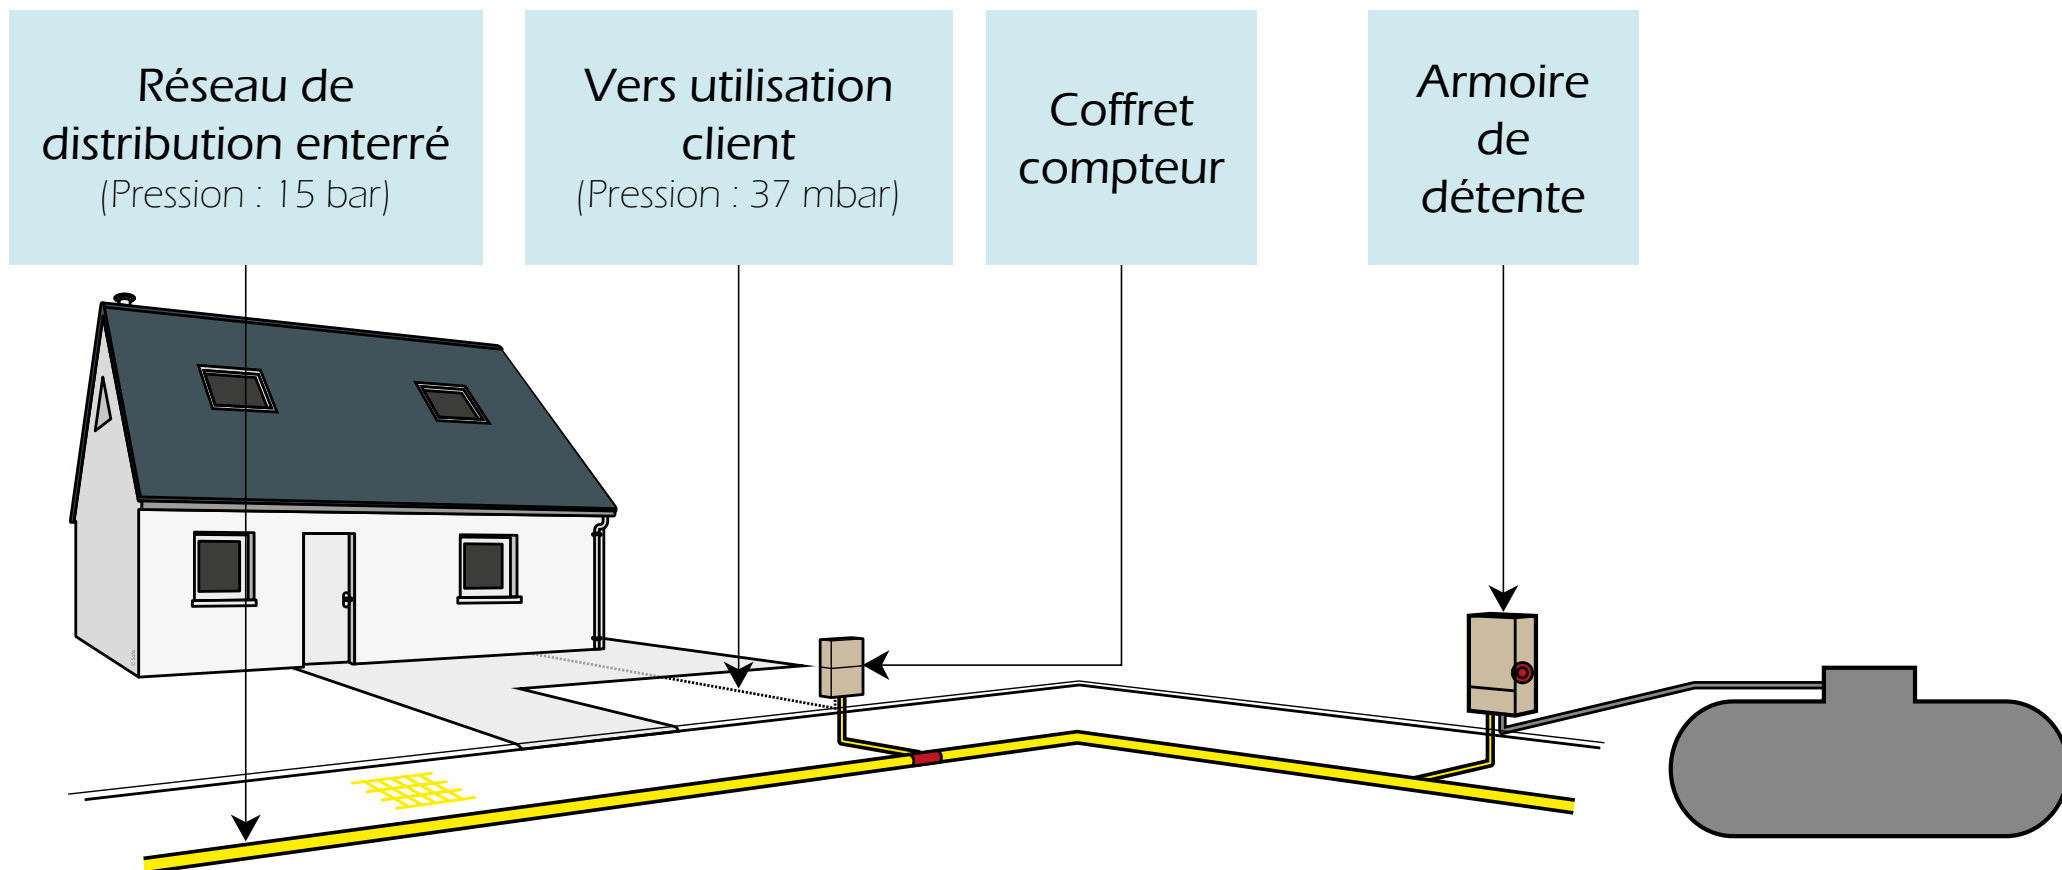 Réseau de
distribution enterré
(Pression : 15 bar)
Vers utilisation
client
(Pression : 37 mbar)
Coffret
compteur
Armoire
de
détente